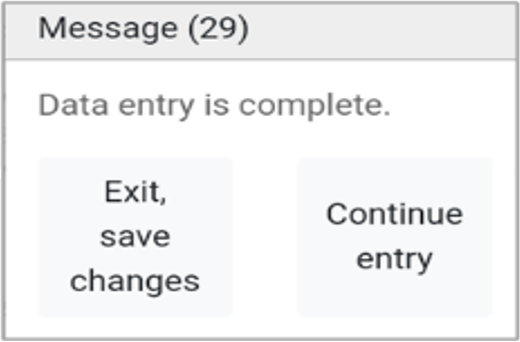 Message (29)
Data entry is complete.
Exit,
save
changes
Continue
entry